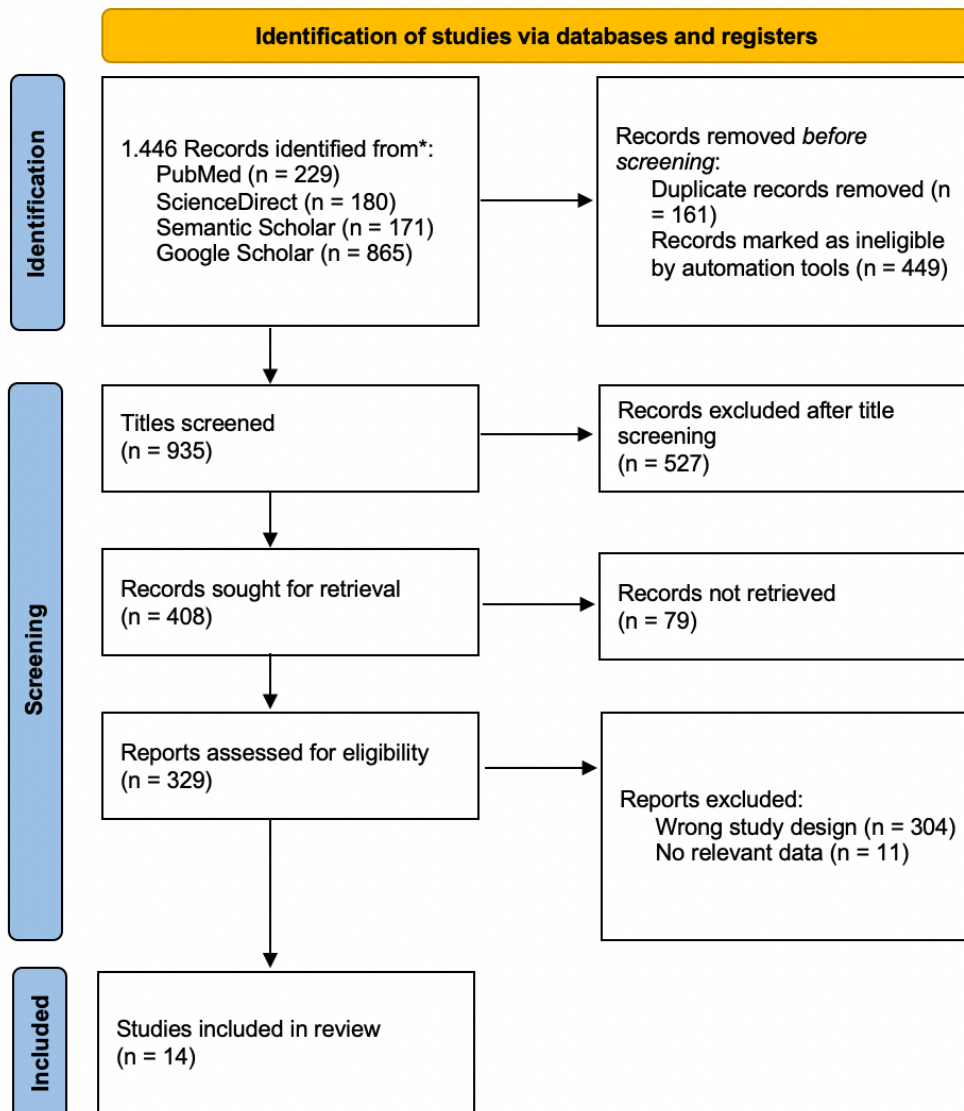 Identification of studies via databases and registers
Identification
1.446 Records identified from*:
PubMed (n = 229)
ScienceDirect (n = 180)
Semantic Scholar (n = 171)
Google Scholar (n = 865)
Records removed before
screening:
Duplicate records removed (n
= 161)
Records marked as ineligible
by automation tools (n = 449)
Screening
Titles screened
(n = 935)
Records excluded after title
screening
(n = 527)
Records sought for retrieval
(n = 408)
Records not retrieved
(n = 79)
Reports assessed for eligibility
(n = 329)
Reports excluded:
Wrong study design (n = 304)
No relevant data (n = 11)
Included
Studies included in review
(n = 14)